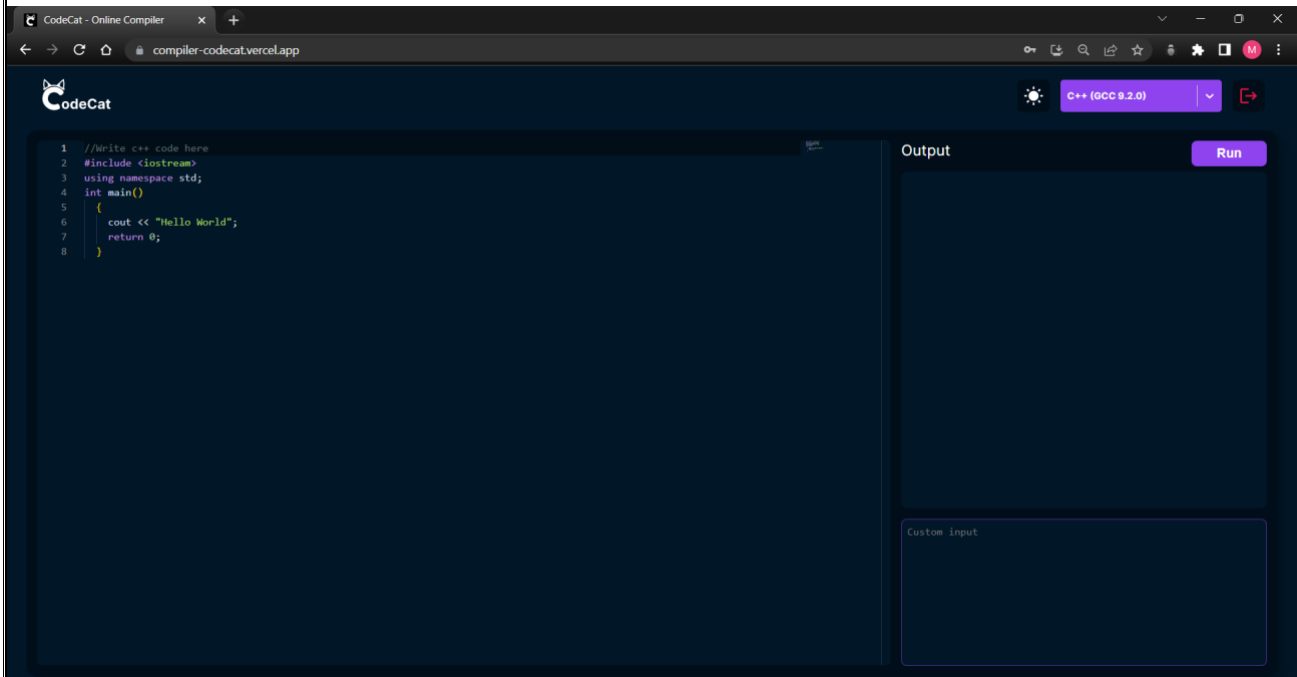 CodeCat - Online Compiler
compiler-codecat.vercel.app
M
CodeCat
C++ (GCC 9.2.0)
1 //Write c++ code here
2 #include <iostream>
3 using namespace std;
4 int main()
5 {
6 cout << "Hello World";
7 return 0;
8 }
Output
Run
Custom input